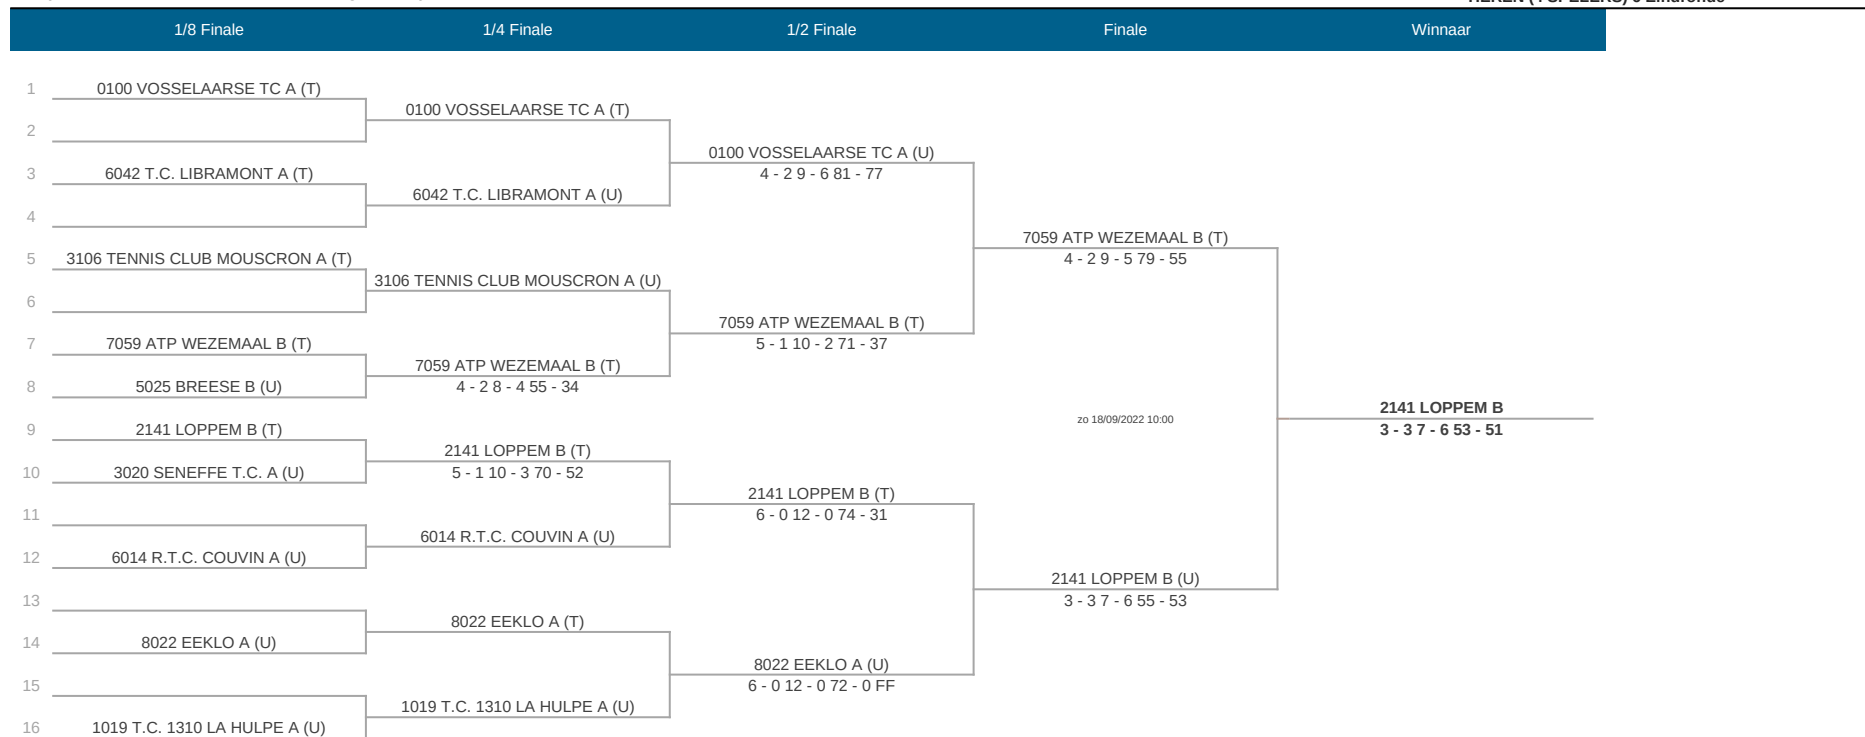 1/8 Finale 1/4 Finale 1/2 Finale Finale Winnaar
1 0100 VOSSELAARSE TC A (T)
0100 VOSSELAARSE TC A (T)
2
0100 VOSSELAARSE TC A (U)
3 6042 T.C. LIBRAMONT A (T)
4 - 2 9 - 6 81 - 77
6042 T.C. LIBRAMONT A (U)
4
7059 ATP WEZEMAAL B (T)
5 3106 TENNIS CLUB MOUSCRON A (T)
4 - 2 9 - 5 79 - 55
3106 TENNIS CLUB MOUSCRON A (U)
6
7059 ATP WEZEMAAL B (T)
7 7059 ATP WEZEMAAL B (T)
5 - 1 10 - 2 71 - 37
7059 ATP WEZEMAAL B (T)
8 5025 BREESE B (U)
4 - 2 8 - 4 55 - 34
2141 LOPPEM B
zo 18/09/2022 10:00
9 2141 LOPPEM B (T)
3 - 3 7 - 6 53 - 51
2141 LOPPEM B (T)
10 3020 SENEFFE T.C. A (U)
5 - 1 10 - 3 70 - 52
2141 LOPPEM B (T)
11
6 - 0 12 - 0 74 - 31
6014 R.T.C. COUVIN A (U)
12 6014 R.T.C. COUVIN A (U)
2141 LOPPEM B (U)
13
3 - 3 7 - 6 55 - 53
8022 EEKLO A (T)
14 8022 EEKLO A (U)
8022 EEKLO A (U)
15
6 - 0 12 - 0 72 - 0 FF
1019 T.C. 1310 LA HULPE A (U)
16 1019 T.C. 1310 LA HULPE A (U)